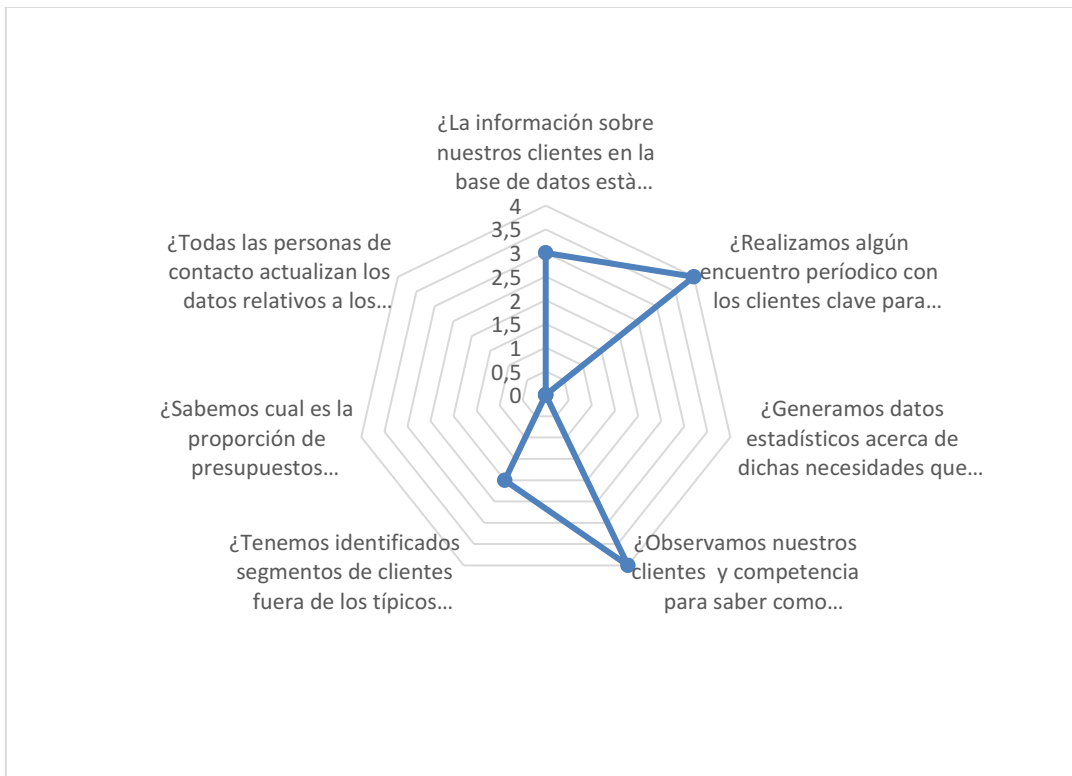 ¿La información sobre
nuestros clientes en la
base de datos està...
¿Realizamos algún
encuentro períodico con
los clientes clave para...
¿Generamos datos
estadísticos acerca de
dichas necesidades que...
¿Observamos nuestros
clientes  y competencia
para saber como...
¿Tenemos identificados
segmentos de clientes
fuera de los típicos...
¿Sabemos cual es la
proporción de
presupuestos...
¿Todas las personas de
contacto actualizan los
datos relativos a los...
4
3,5
3
2,5
2
1,5
1
0,5
0